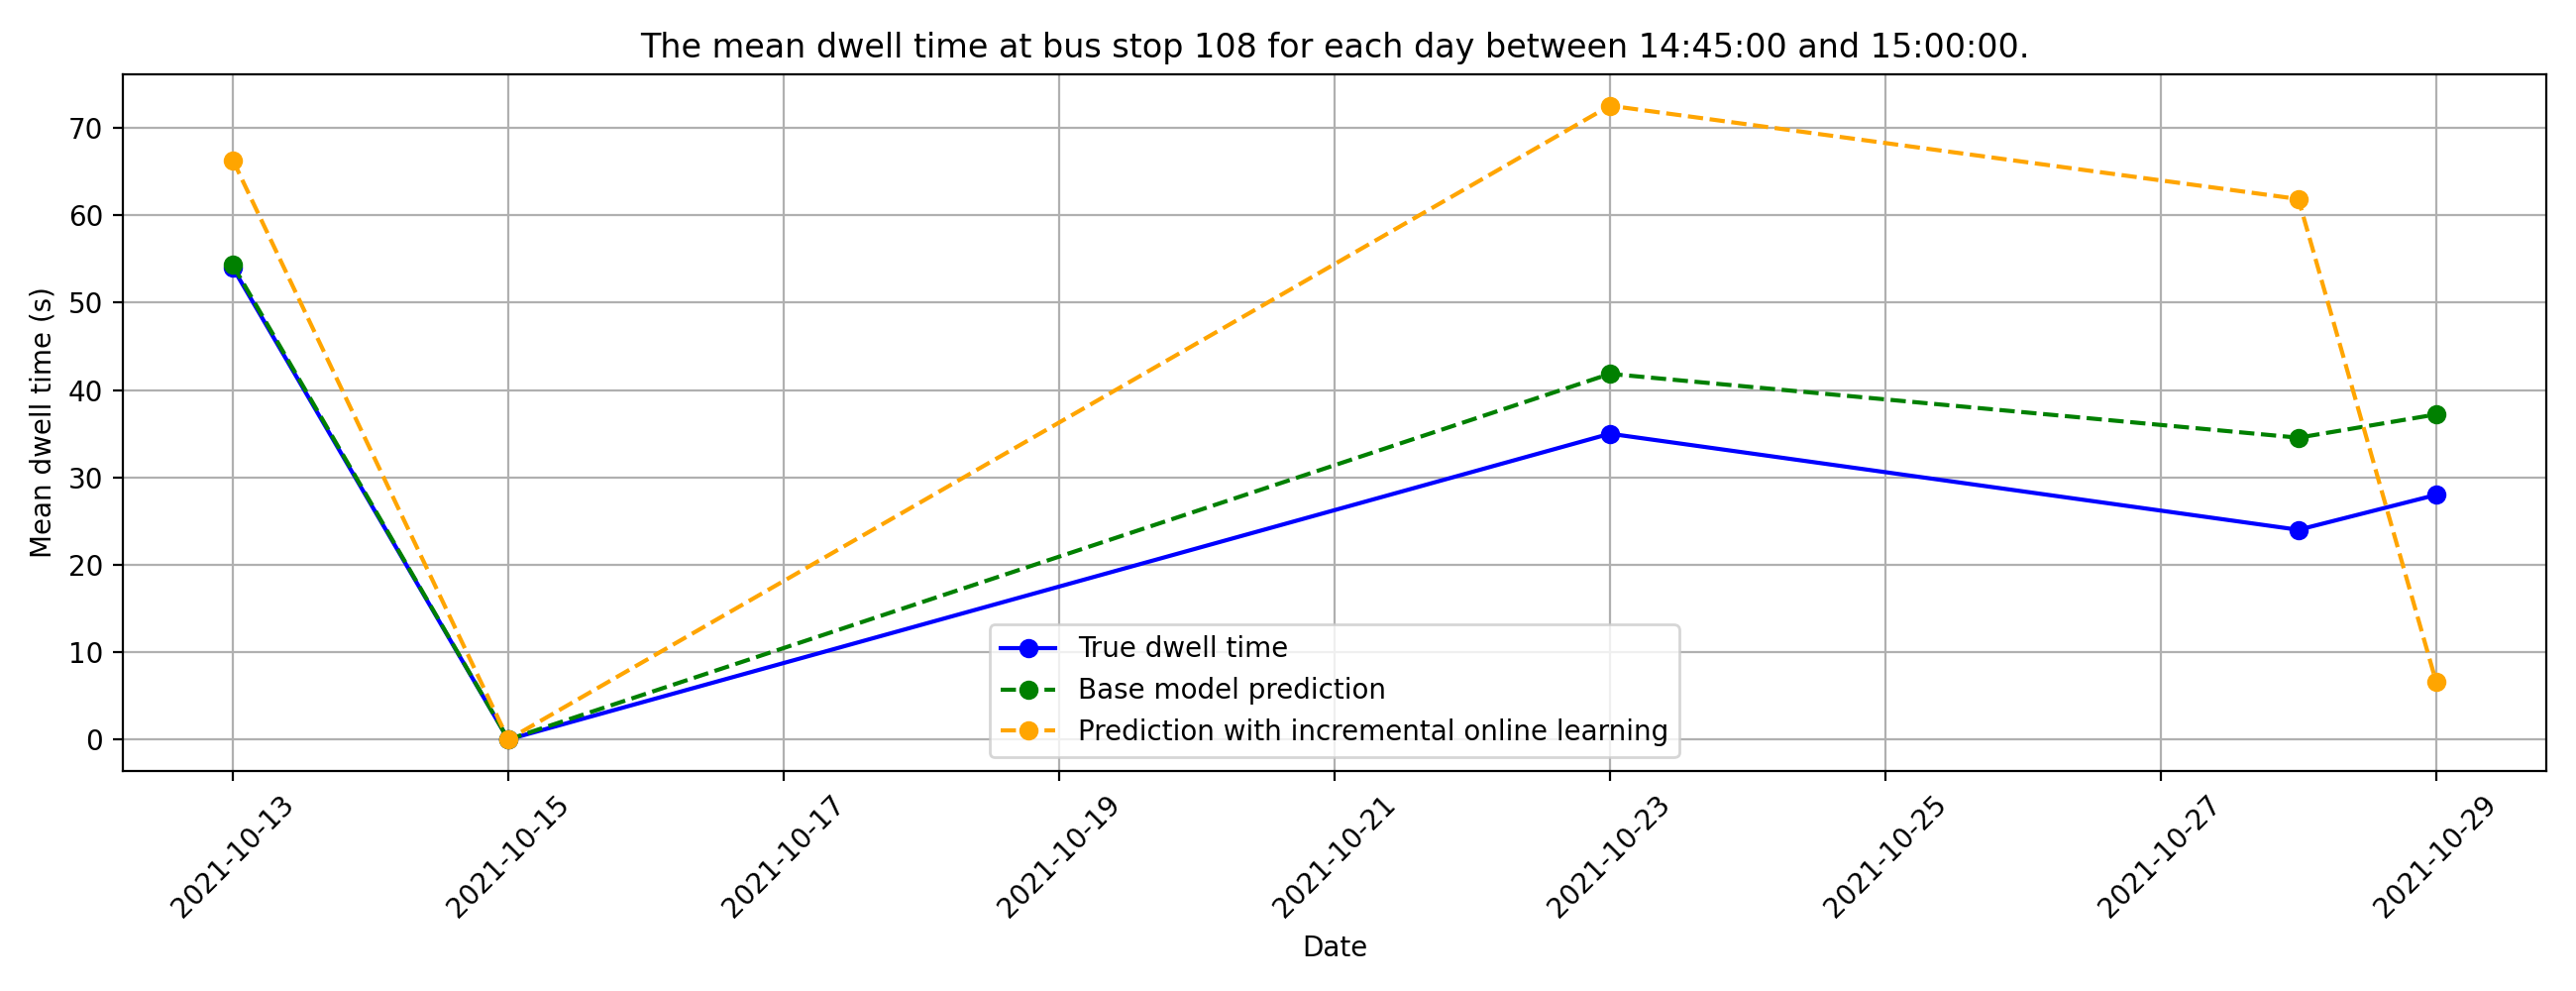 The mean dwell time at bus stop 108 for each day between 14:45:00 and 15:00:00.
Mean dwell time (s)
70
60
50
40
30
20
10
0
True dwell time
Base model prediction
Prediction with incremental online learning
2021-10-13
2021-10-15
2021-10-17
2021-10-19
2021-10-21
2021-10-23
2021-10-25
2021-10-27
2021-10-29
Date